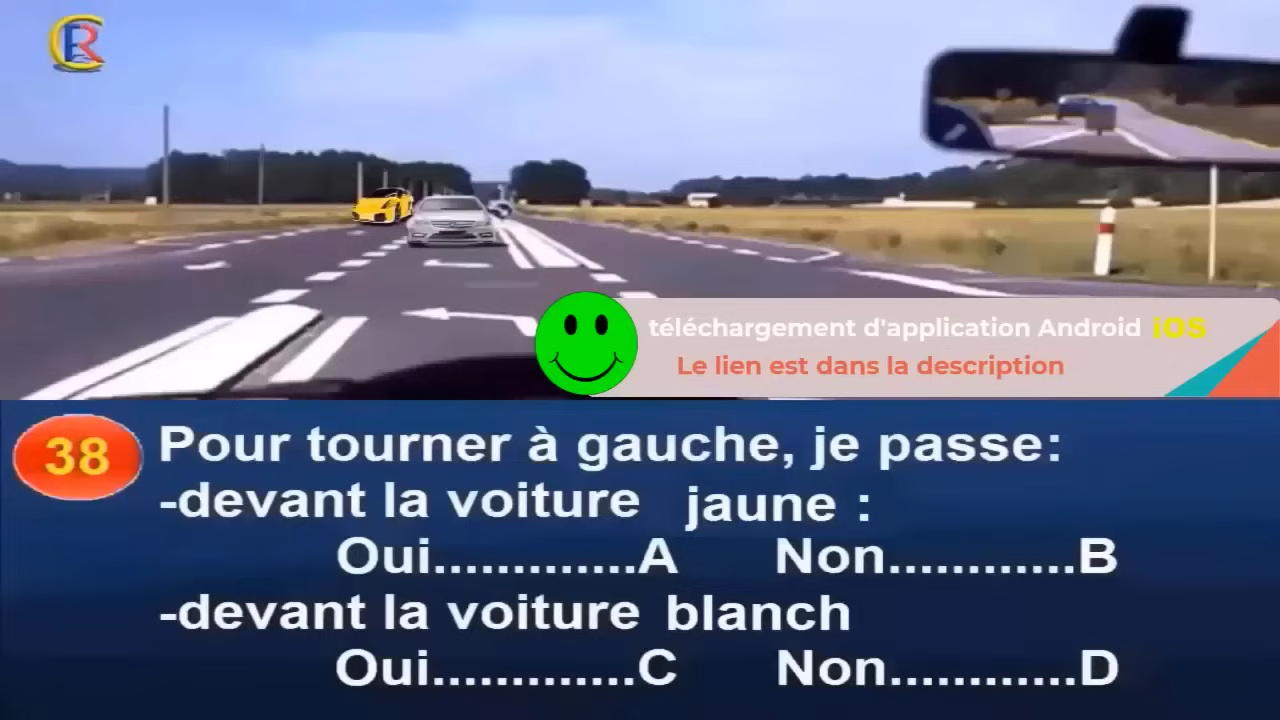 CER
téléchargement d'application Android iOS
Le lien est dans la description
38 Pour tourner à gauche, je passe:
-devant la voiture jaune :
Oui.............A Non............B
-devant la voiture blanch
Oui.............C Non............D